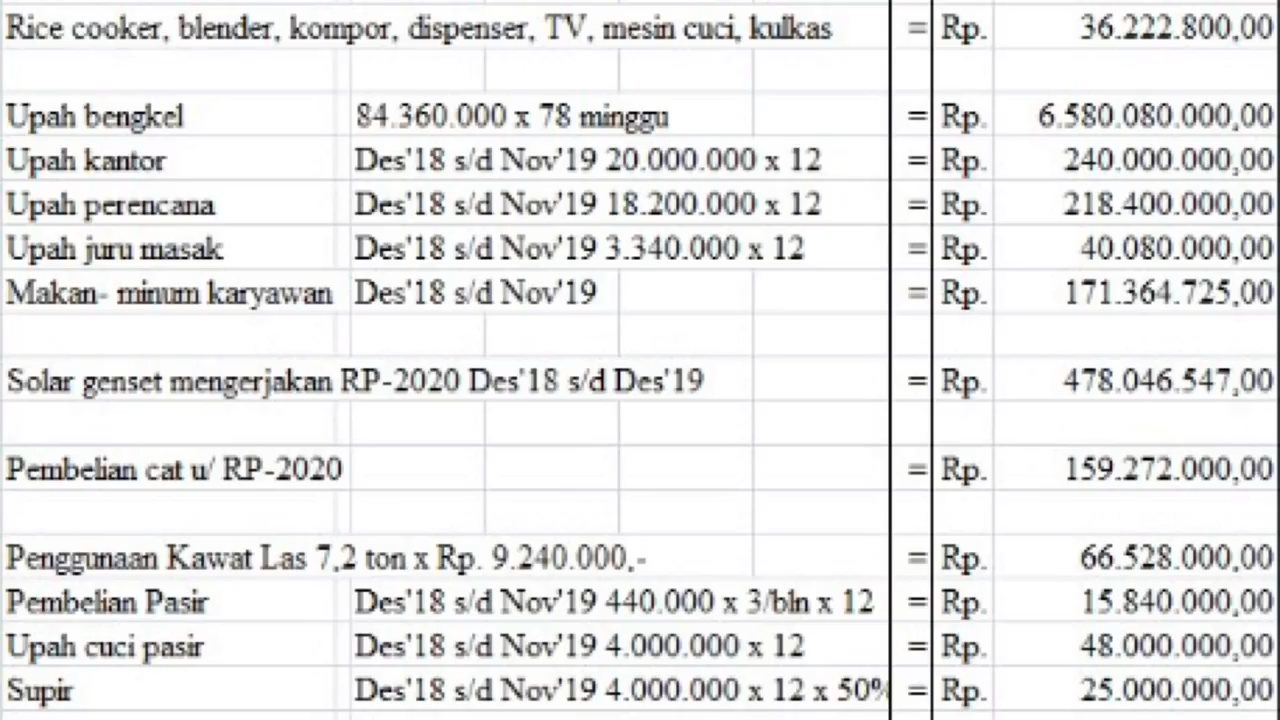 Rice cooker, blender, kompor, dispenser, TV, mesin cuci, kulkas = Rp. 36.222.800,00
Upah bengkel 84.360.000 x 78 minggu = Rp. 6.580.080.000,00
Upah kantor Des'18 s/d Nov'19 20.000.000 x 12 = Rp. 240.000.000,00
Upah perencana Des'18 s/d Nov'19 18.200.000 x 12 = Rp. 218.400.000,00
Upah juru masak Des'18 s/d Nov'19 3.340.000 x 12 = Rp. 40.080.000,00
Makan- minum karyawan Des'18 s/d Nov'19 = Rp. 171.364.725,00
Solar genset mengerjakan RP-2020 Des'18 s/d Des'19 = Rp. 478.046.547,00
Pembelian cat u/ RP-2020 = Rp. 159.272.000,00
Penggunaan Kawat Las 7,2 ton x Rp. 9.240.000,- = Rp. 66.528.000,00
Pembelian Pasir Des'18 s/d Nov'19 440.000 x 3/bln x 12 = Rp. 15.840.000,00
Upah cuci pasir Des'18 s/d Nov'19 4.000.000 x 12 = Rp. 48.000.000,00
Supir Des'18 s/d Nov'19 4.000.000 x 12 x 50% = Rp. 25.000.000,00